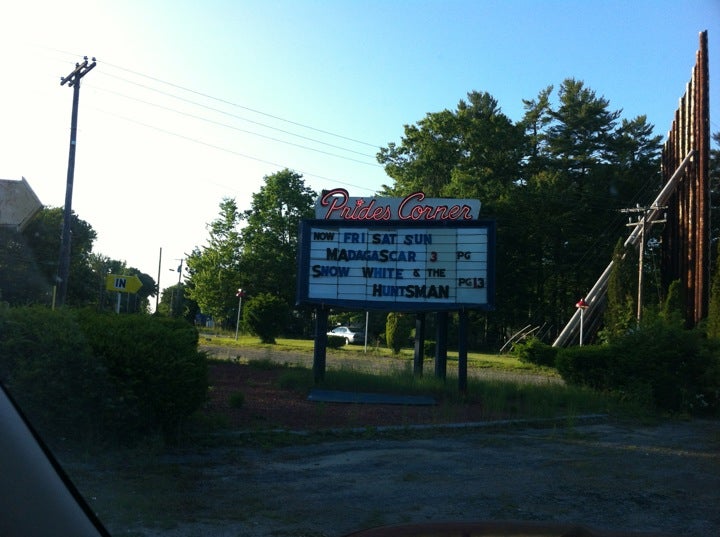 Prides Corner
NOW FRI SAT SUN
MADAGASCAR 3 PG
SNOW WHITE & THE PG13
HUNTSMAN
IN